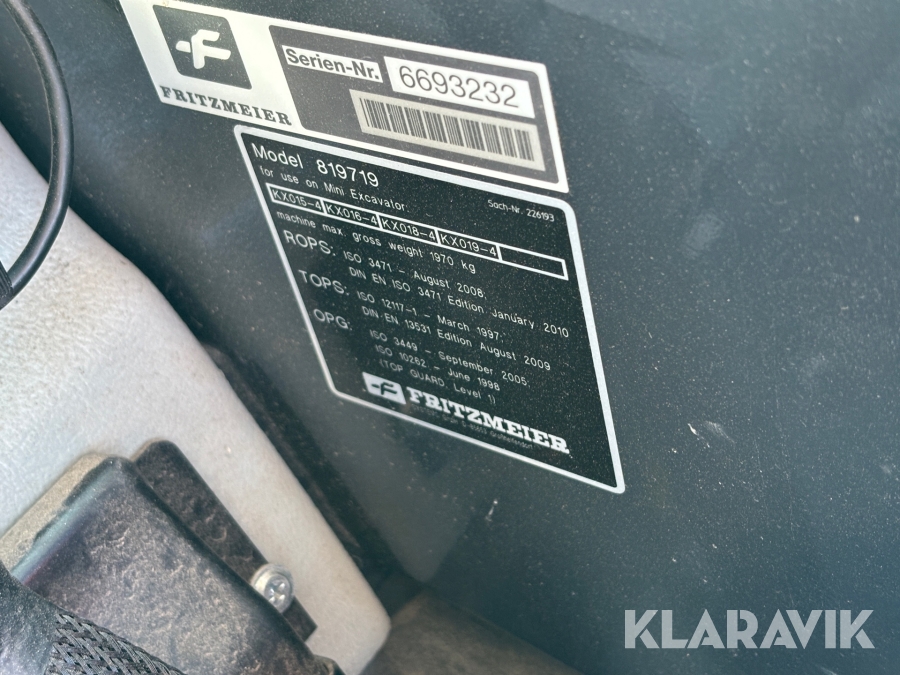 Serien-Nr. 6693232
FRITZMEIER
Model 819719
for use on Mini Excavator: Sach-Nr. 226193
KX015-4 KX016-4 KX018-4 KX019-4
machine max. gross weight 1970 kg
ROPS: ISO 3471 - August 2008;
DIN EN ISO 3471 Edition January 2010
TOPS: ISO 12117-1 - March 1997;
DIN EN 13531 Edition August 2009
OPG: ISO 3449 - September 2005;
ISO 10262 - June 1998
(TOP GUARD, Level 1)
FRITZMEIER
KLARAVIK